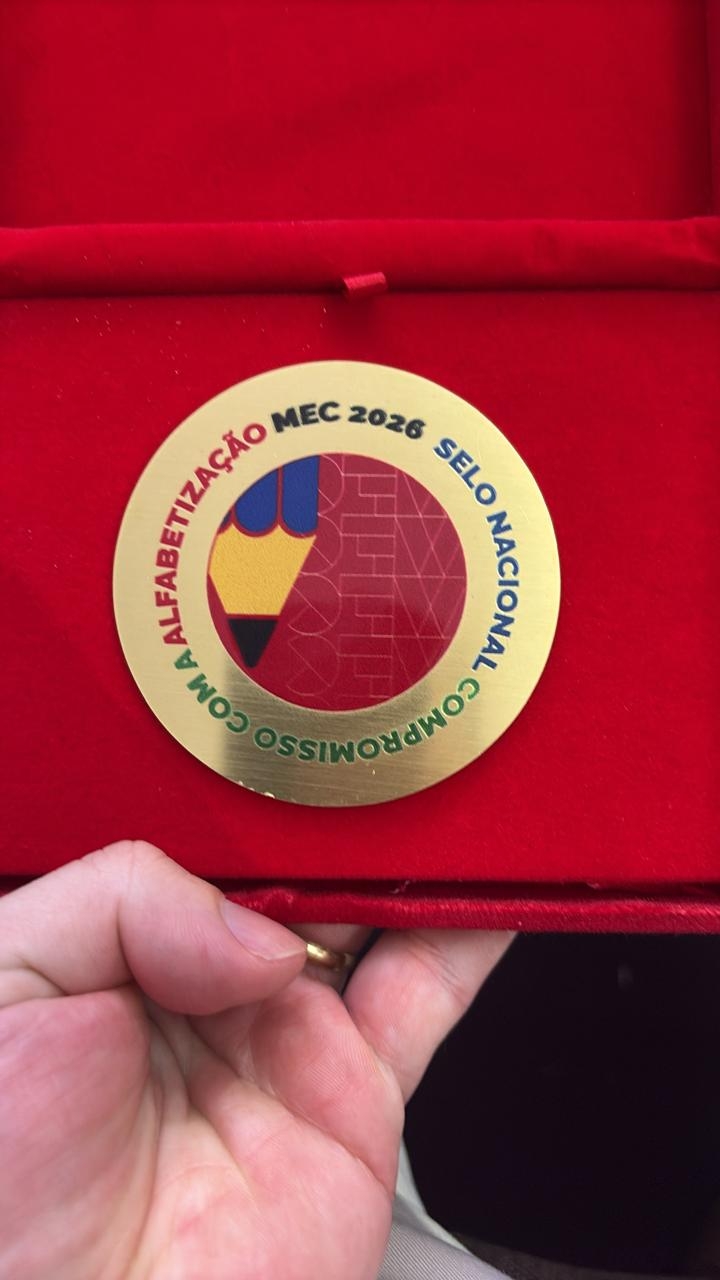 MEC 2026
SELO NACIONAL
COMPROMISSO COM A
ALFABETIZAÇÃO